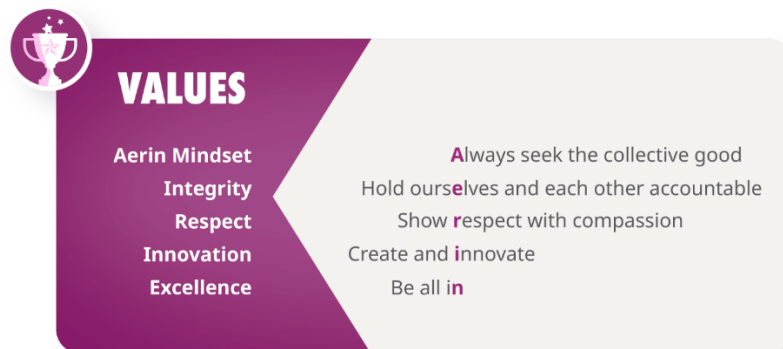 VALUES
Aerin Mindset Always seek the collective good
Integrity Hold ourselves and each other accountable
Respect Show respect with compassion
Innovation Create and innovate
Excellence Be all in